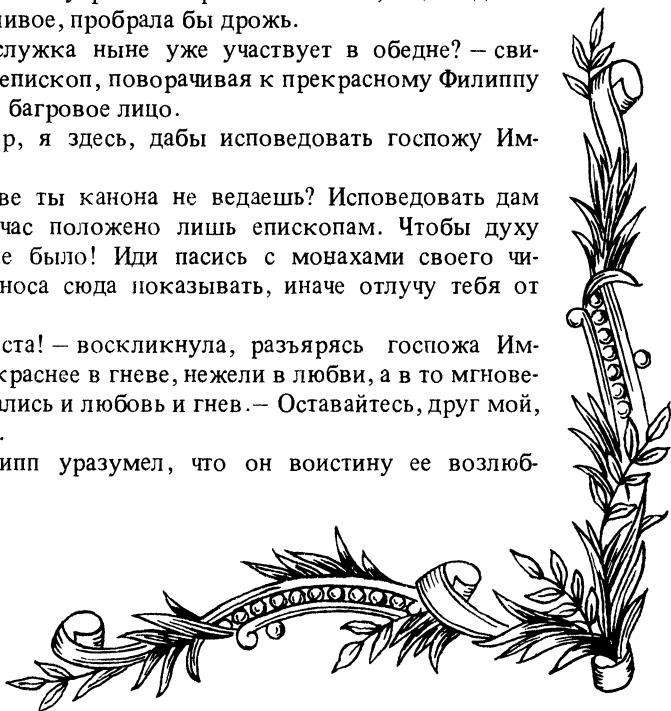 ливое, пробрала бы дрожь.
служка ныне уже участвует в обедне? — сви-
епископ, поворачивая к прекрасному Филиппу
багровое лицо.
р, я здесь, дабы исповедовать госпожу Им-
ве ты канона не ведаешь? Исповедовать дам
час положено лишь епископам. Чтобы духу
е было! Иди пасись с монахами своего чи-
носа сюда показывать, иначе отлучу тебя от
ста! — воскликнула, разъярясь госпожа Им-
краснее в гневе, нежели в любви, а в то мгнове-
ались и любовь и гнев.— Оставайтесь, друг мой,
.
ипп уразумел, что он воистину ее возлюб-